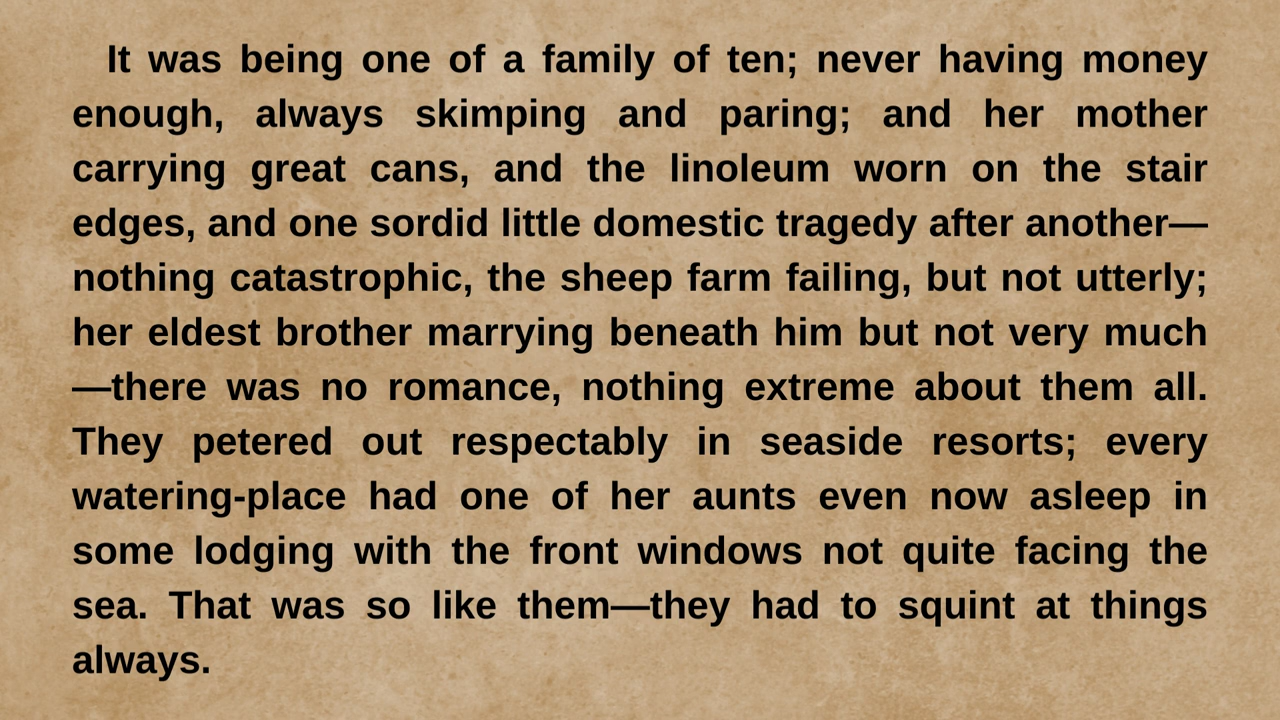 It was being one of a family of ten; never having money
enough, always skimping and paring; and her mother
carrying great cans, and the linoleum worn on the stair
edges, and one sordid little domestic tragedy after another—
nothing catastrophic, the sheep farm failing, but not utterly;
her eldest brother marrying beneath him but not very much
—there was no romance, nothing extreme about them all.
They petered out respectably in seaside resorts; every
watering-place had one of her aunts even now asleep in
some lodging with the front windows not quite facing the
sea. That was so like them—they had to squint at things
always.